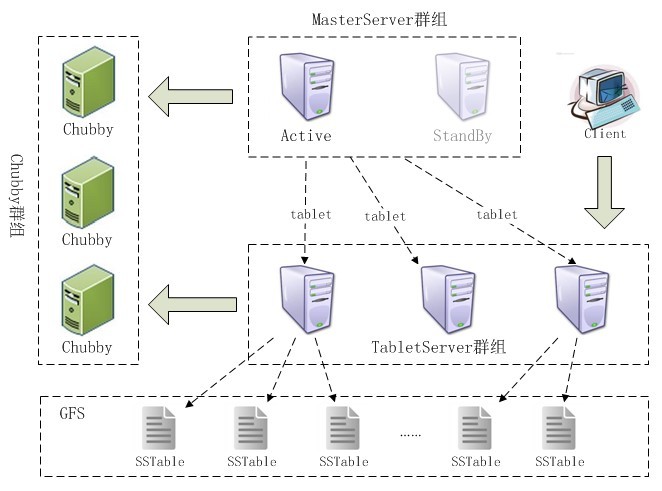 MasterServer群组
Chubby
Active
StandBy
Client
Chubby群组
Chubby
tablet
tablet
tablet
Chubby
TabletServer群组
GFS
SSTable
SSTable
SSTable
……
SSTable
SSTable